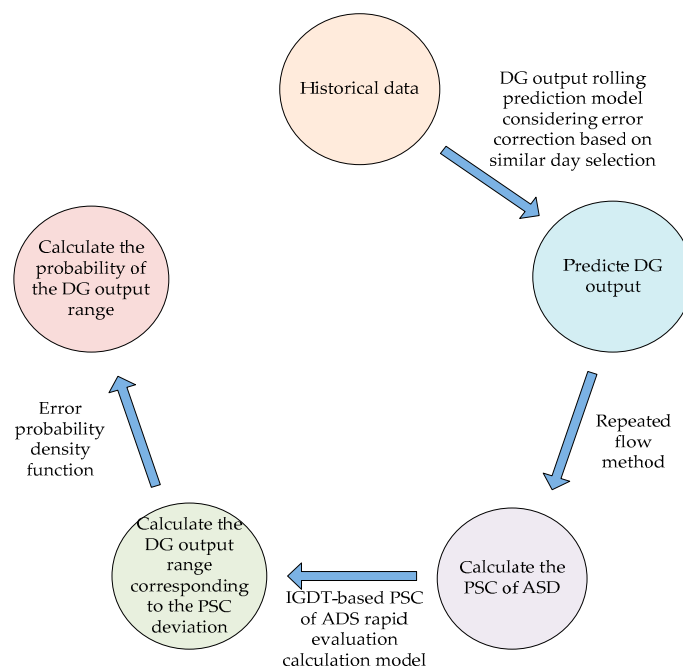 Historical data
DG output rolling
prediction model
considering error
correction based on
similar day selection
Predicte DG
output
Repeated
flow
method
Calculate the
PSC of ASD
IGDT-based PSC
of ADS rapid
evaluation
calculation model
Calculate the
DG output
range
corresponding
to the PSC
deviation
Error
probability
density
function
Calculate the
probability of
the DG output
range